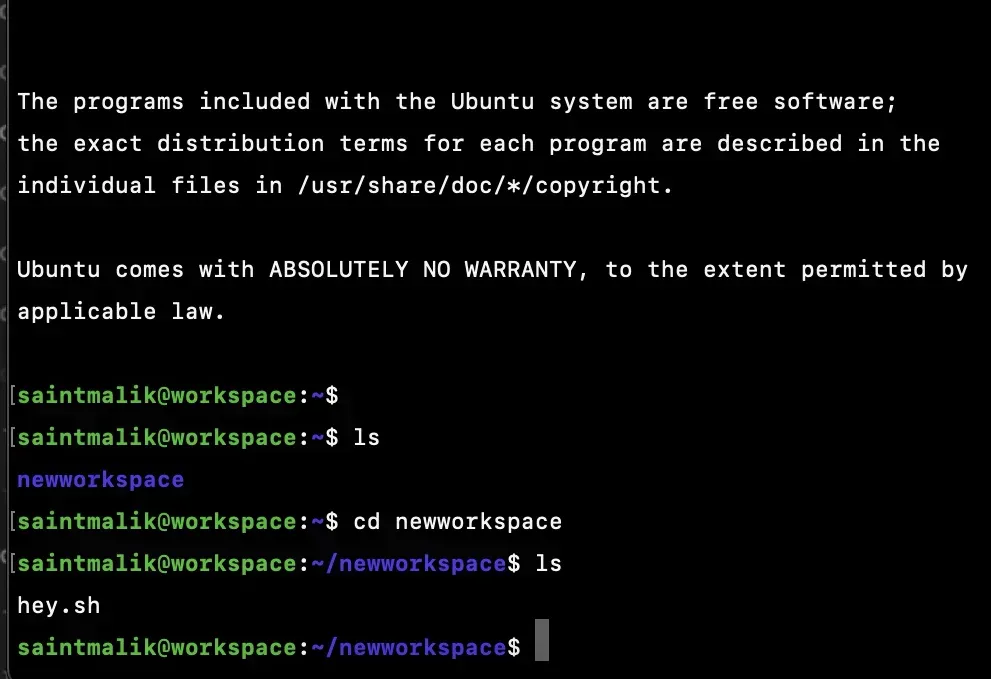 The programs included with the Ubuntu system are free software;
the exact distribution terms for each program are described in the
individual files in /usr/share/doc/*/copyright.
Ubuntu comes with ABSOLUTELY NO WARRANTY, to the extent permitted by
applicable law.
[saintmalik@workspace:~$
[saintmalik@workspace:~$ ls
newworkspace
[saintmalik@workspace:~$ cd newworkspace
[saintmalik@workspace:~/newworkspace$ ls
hey.sh
saintmalik@workspace:~/newworkspace$